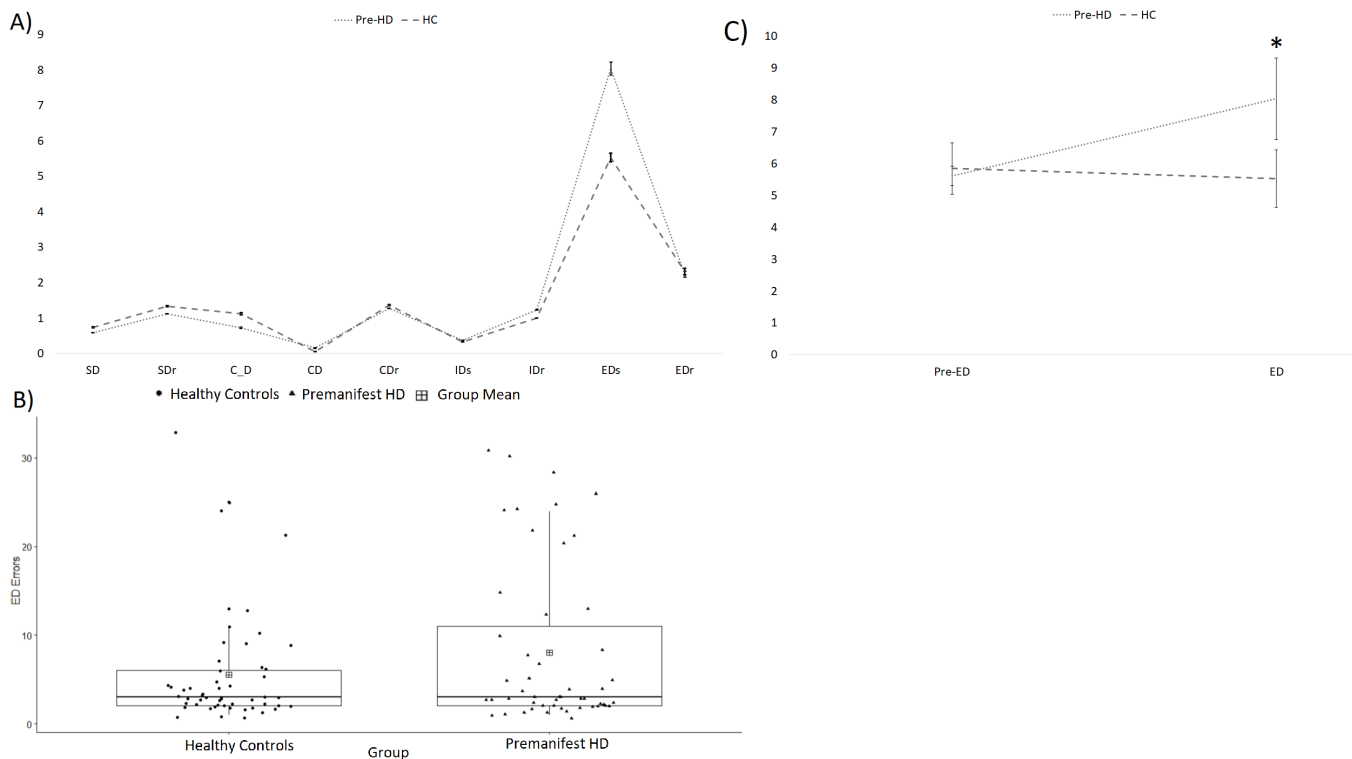 A)
Pre-HD HC
9
8
7
6
5
4
3
2
1
0
SD SDr C_D CD CDr IDs IDr EDs EDr
C)
Pre-HD HC
10
9
8
7
6
5
4
3
2
1
0
*
Pre-ED ED
B)
Healthy Controls Premanifest HD Group Mean
ED Errors
30
20
10
0
Healthy Controls Premanifest HD
Group